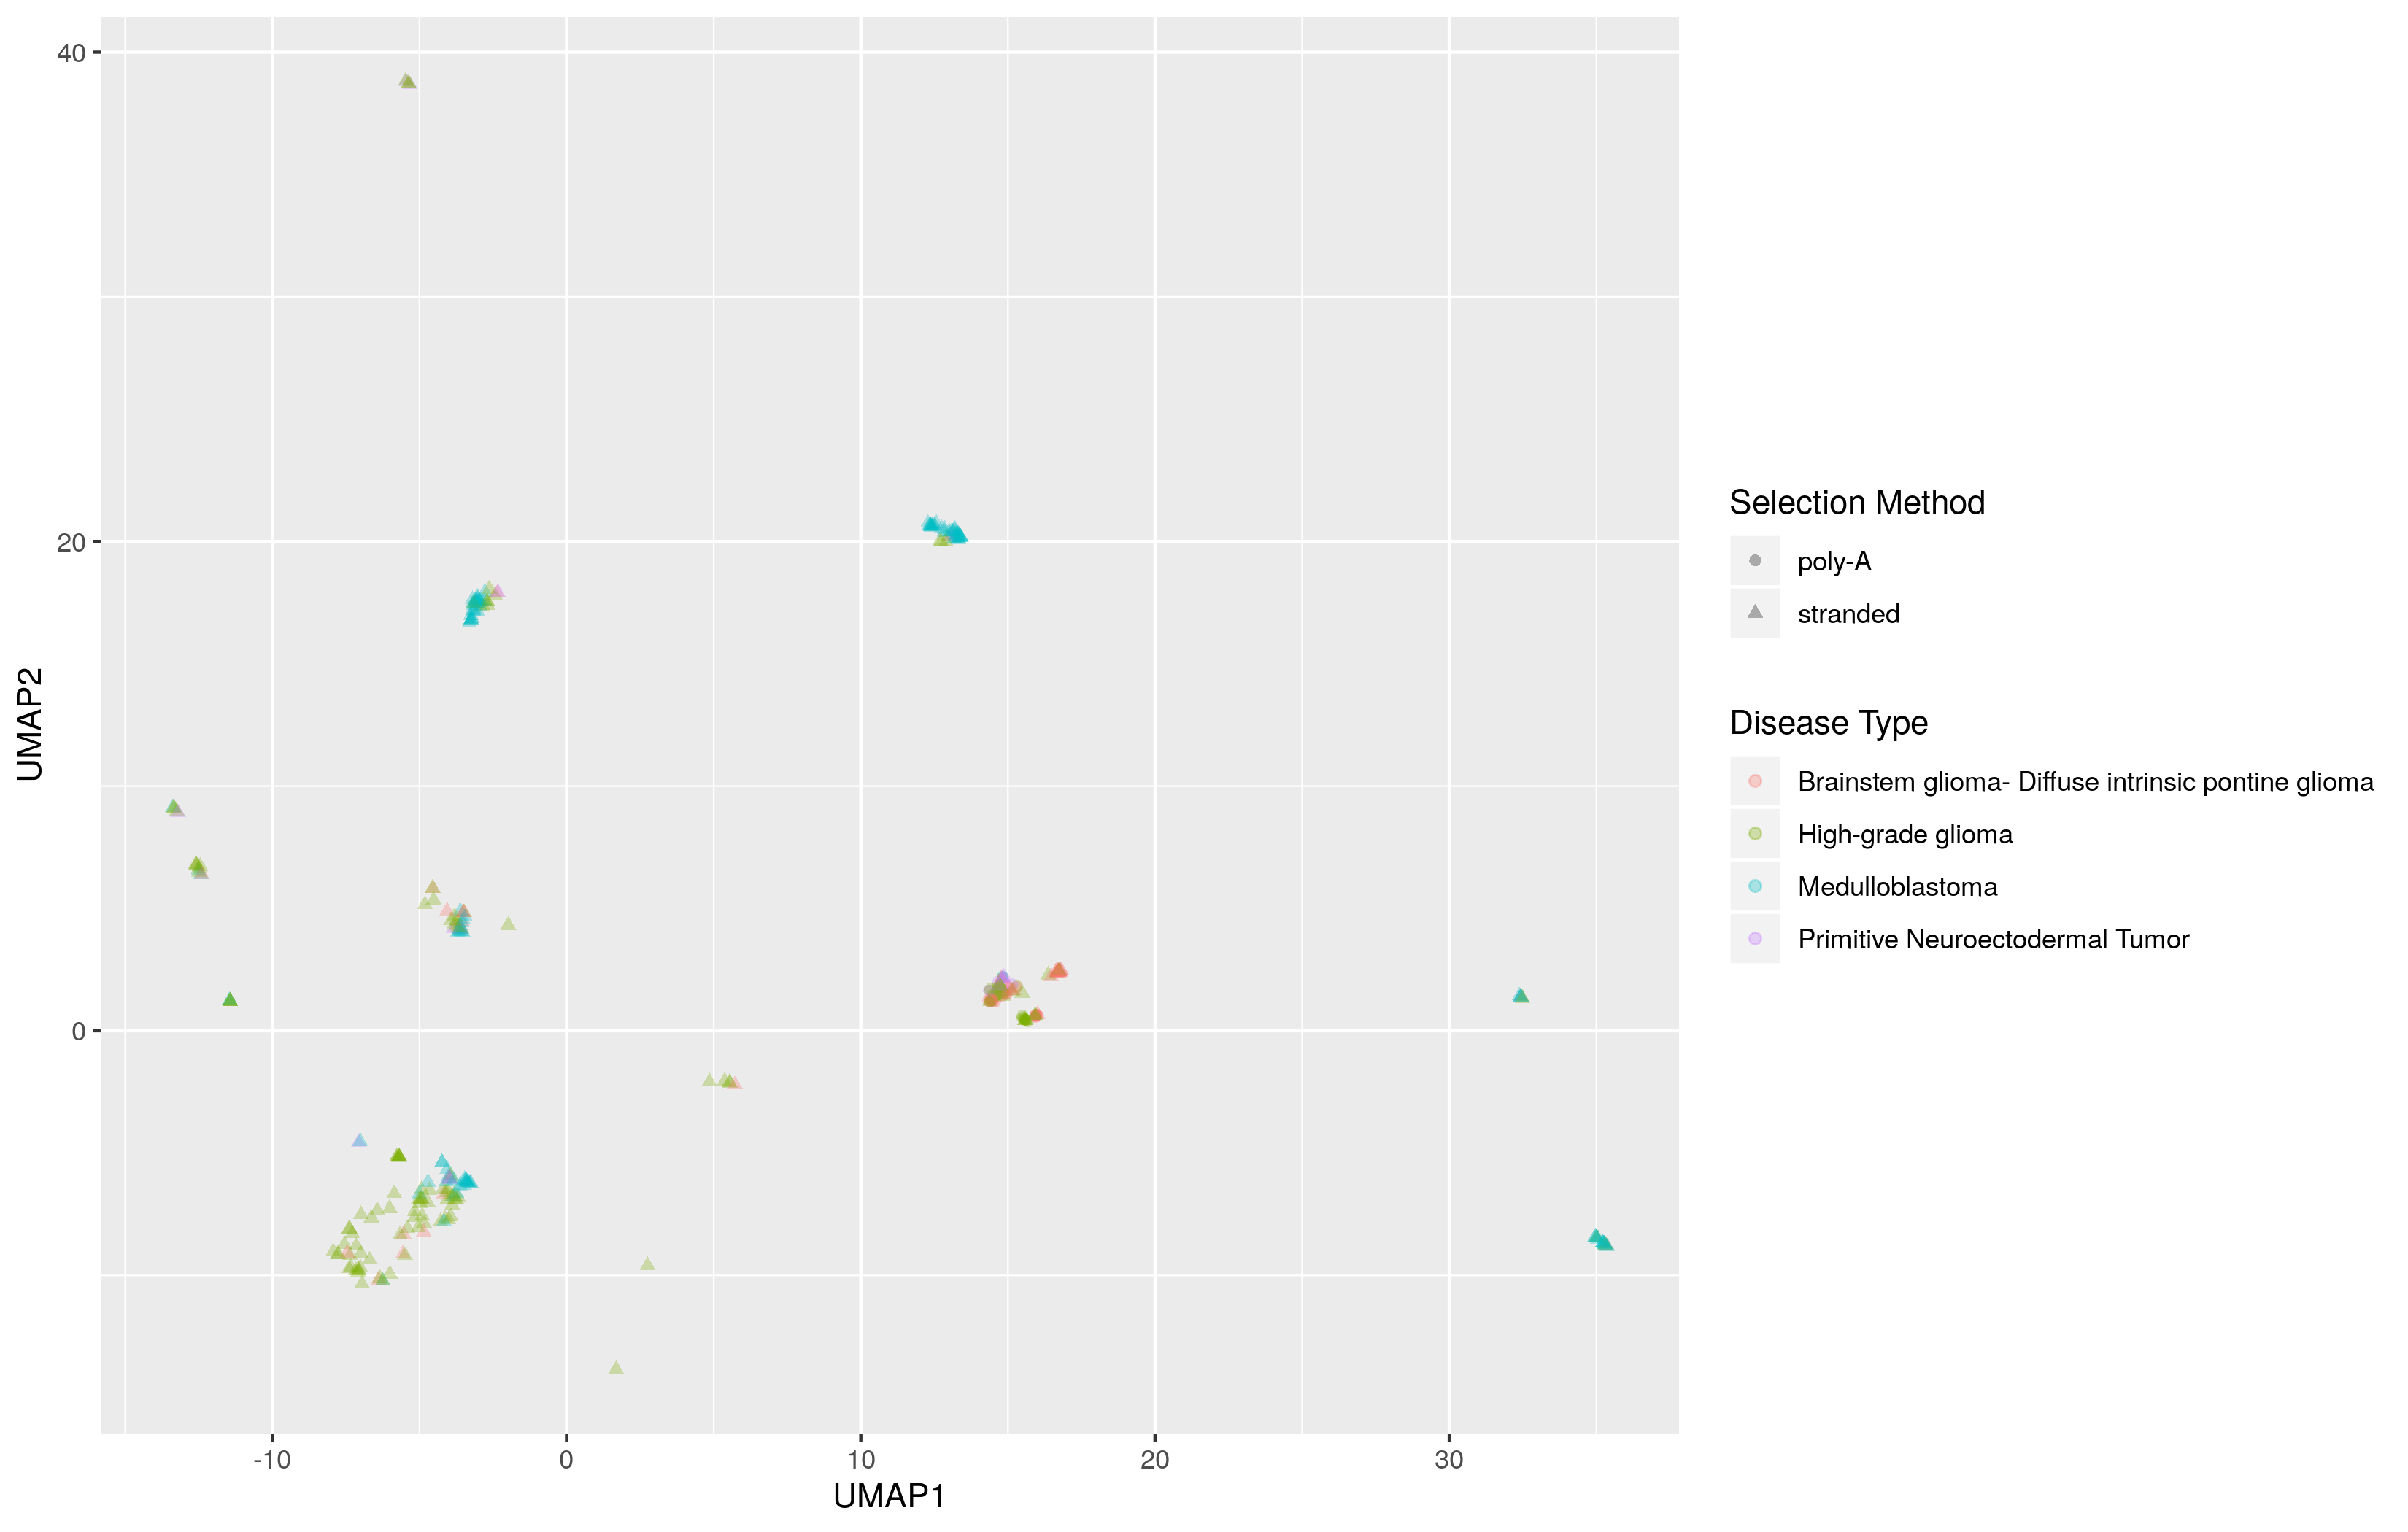 40
20
0
UMAP2
-10
0
10
20
30
UMAP1
Selection Method
poly-A
stranded
Disease Type
Brainstem glioma- Diffuse intrinsic pontine glioma
High-grade glioma
Medulloblastoma
Primitive Neuroectodermal Tumor